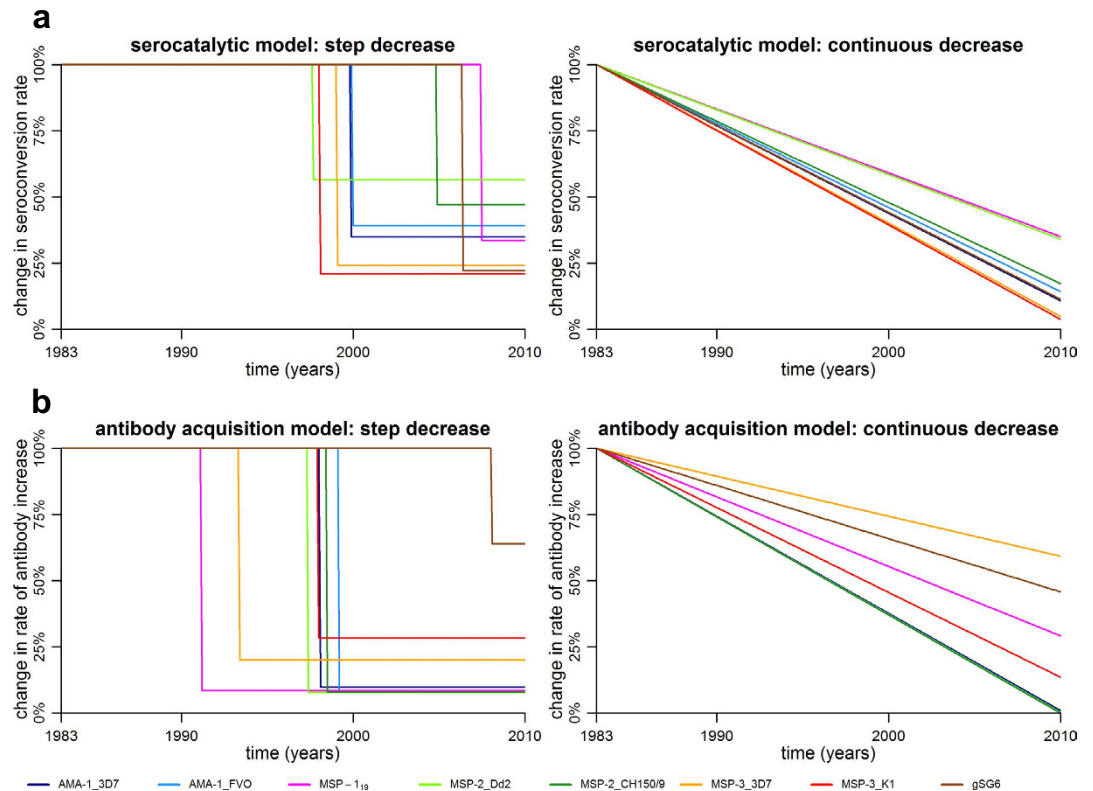 a
serocatalytic model: step decrease
change in seroconversion rate
100%
75%
50%
25%
0%
1983 1990 2000 2010
time (years)
serocatalytic model: continuous decrease
change in seroconversion rate
100%
75%
50%
25%
0%
1983 1990 2000 2010
time (years)
b
antibody acquisition model: step decrease
change in rate of antibody increase
100%
75%
50%
25%
0%
1983 1990 2000 2010
time (years)
antibody acquisition model: continuous decrease
change in rate of antibody increase
100%
75%
50%
25%
0%
1983 1990 2000 2010
time (years)
AMA-1_3D7 AMA-1_FVO MSP – 1₁₉ MSP-2_Dd2 MSP-2_CH150/9 MSP-3_3D7 MSP-3_K1 gSG6